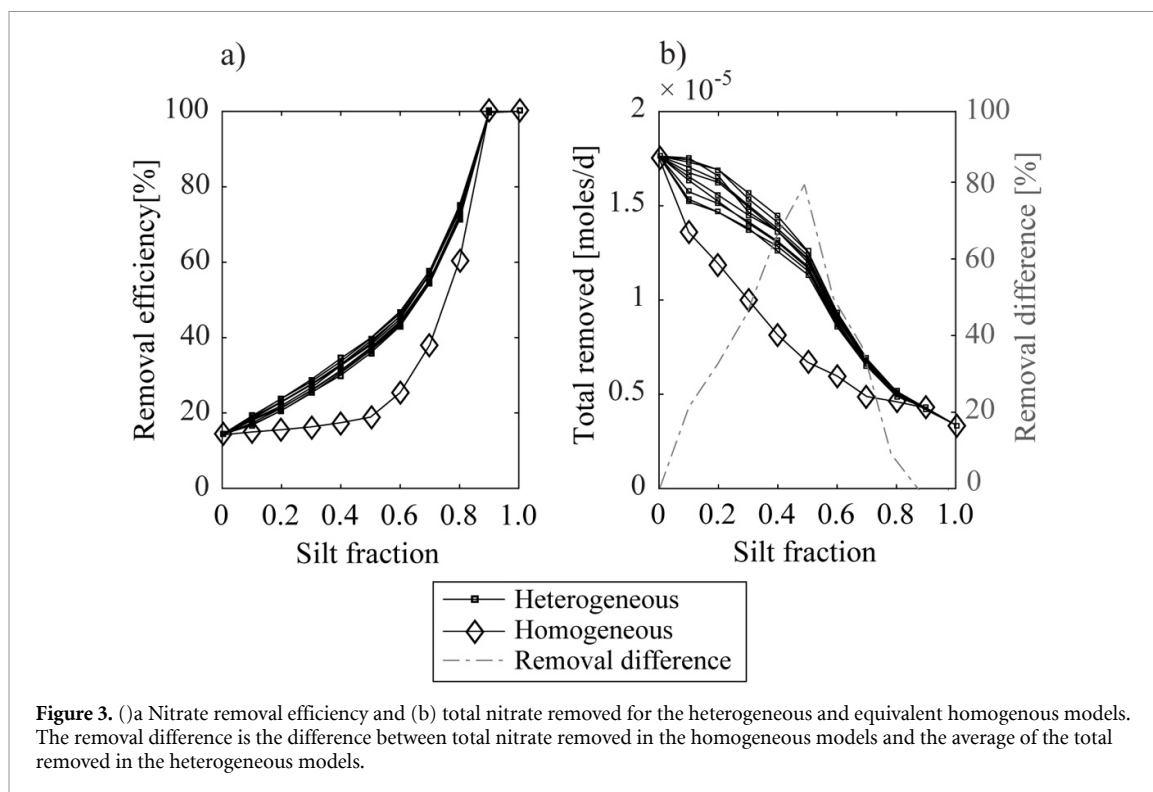 a)
Removal efficiency[%]
100
80
60
40
20
0
0 0.2 0.4 0.6 0.8 1.0
Silt fraction
b)
× 10-5
Total removed [moles/d]
2
1.5
1
0.5
0
100
80
60
40
20
0
Removal difference [%]
0 0.2 0.4 0.6 0.8 1.0
Silt fraction
Heterogeneous
Homogeneous
Removal difference
Figure 3. ()a Nitrate removal efficiency and (b) total nitrate removed for the heterogeneous and equivalent homogenous models.
The removal difference is the difference between total nitrate removed in the homogeneous models and the average of the total
removed in the heterogeneous models.